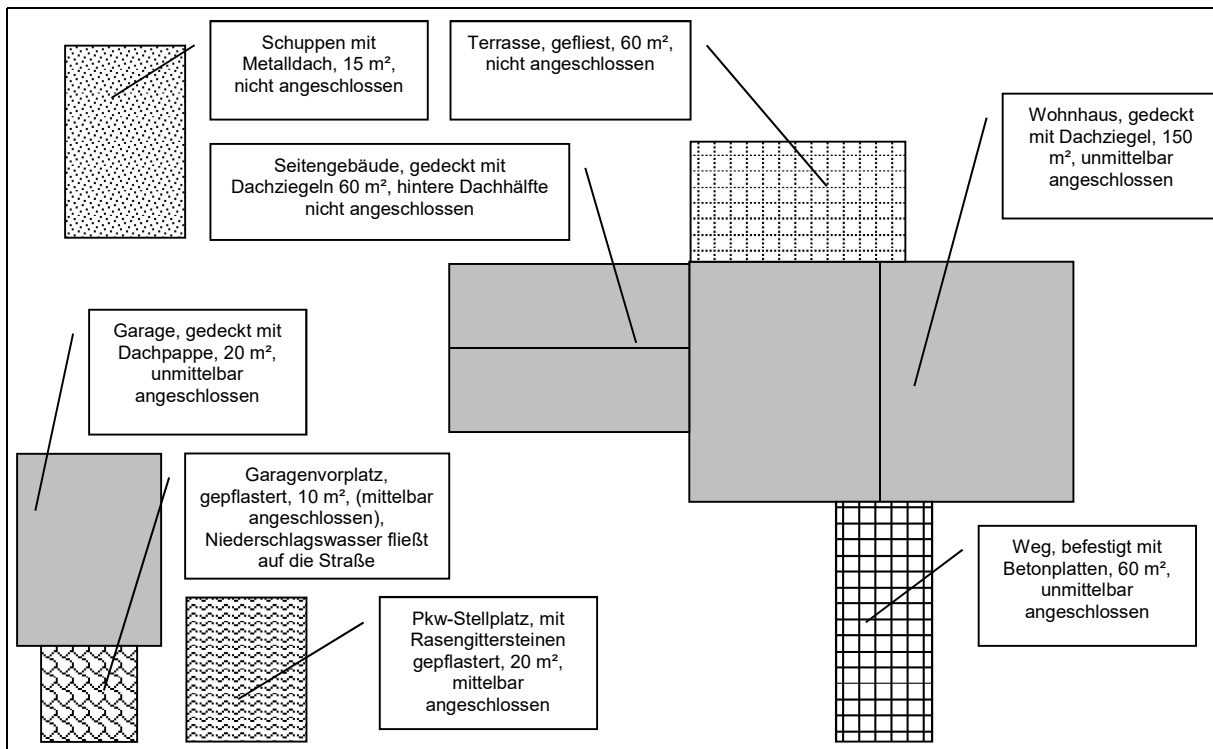 Schuppen mit
Metalldach, 15 m²,
nicht angeschlossen
Terrasse, gefliest, 60 m²,
nicht angeschlossen
Wohnhaus, gedeckt
mit Dachziegel, 150
m², unmittelbar
angeschlossen
Seitengebäude, gedeckt mit
Dachziegeln 60 m², hintere Dachhälfte
nicht angeschlossen
Garage, gedeckt mit
Dachpappe, 20 m²,
unmittelbar
angeschlossen
Garagenvorplatz,
gepflastert, 10 m², (mittelbar
angeschlossen),
Niederschlagswasser fließt
auf die Straße
Weg, befestigt mit
Betonplatten, 60 m²,
unmittelbar
angeschlossen
Pkw-Stellplatz, mit
Rasengittersteinen
gepflastert, 20 m²,
mittelbar
angeschlossen